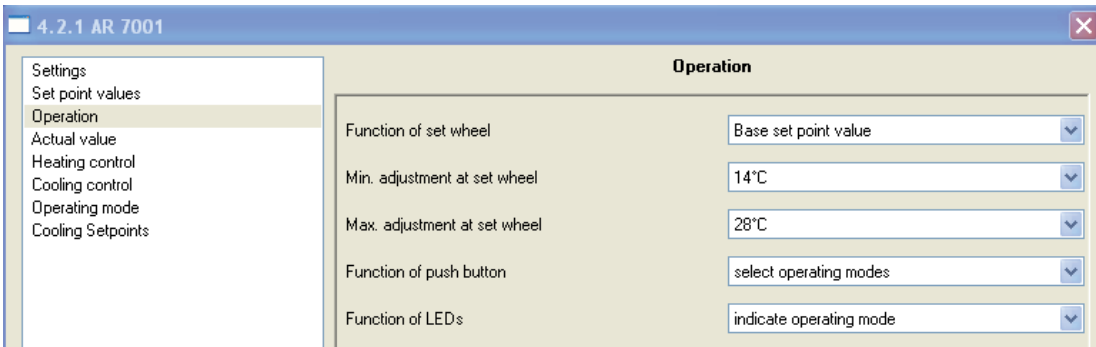 4.2.1 AR 7001
Settings
Set point values
Operation
Actual value
Heating control
Cooling control
Operating mode
Cooling Setpoints
Operation
Function of set wheel
Base set point value
Min. adjustment at set wheel
14°C
Max. adjustment at set wheel
28°C
Function of push button
select operating modes
Function of LEDs
indicate operating mode